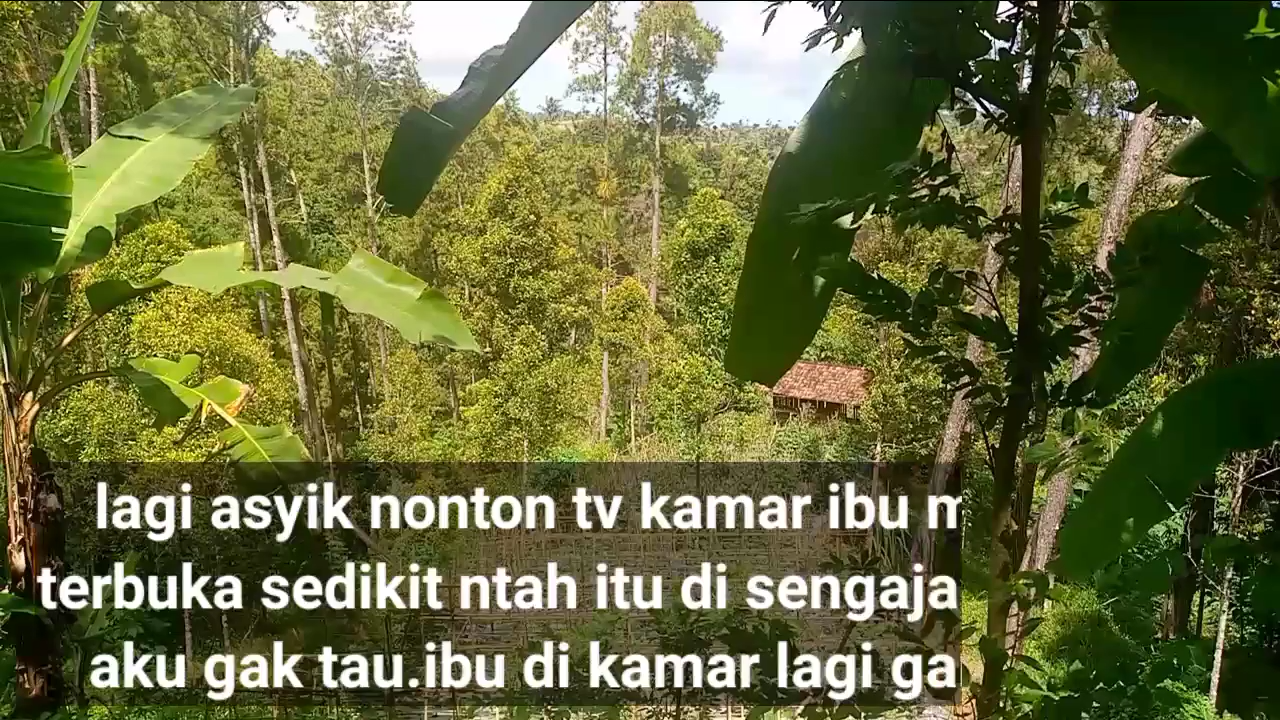 lagi asyik nonton tv kamar ibu
terbuka sedikit ntah itu di sengaja
aku gak tau.ibu di kamar lagi